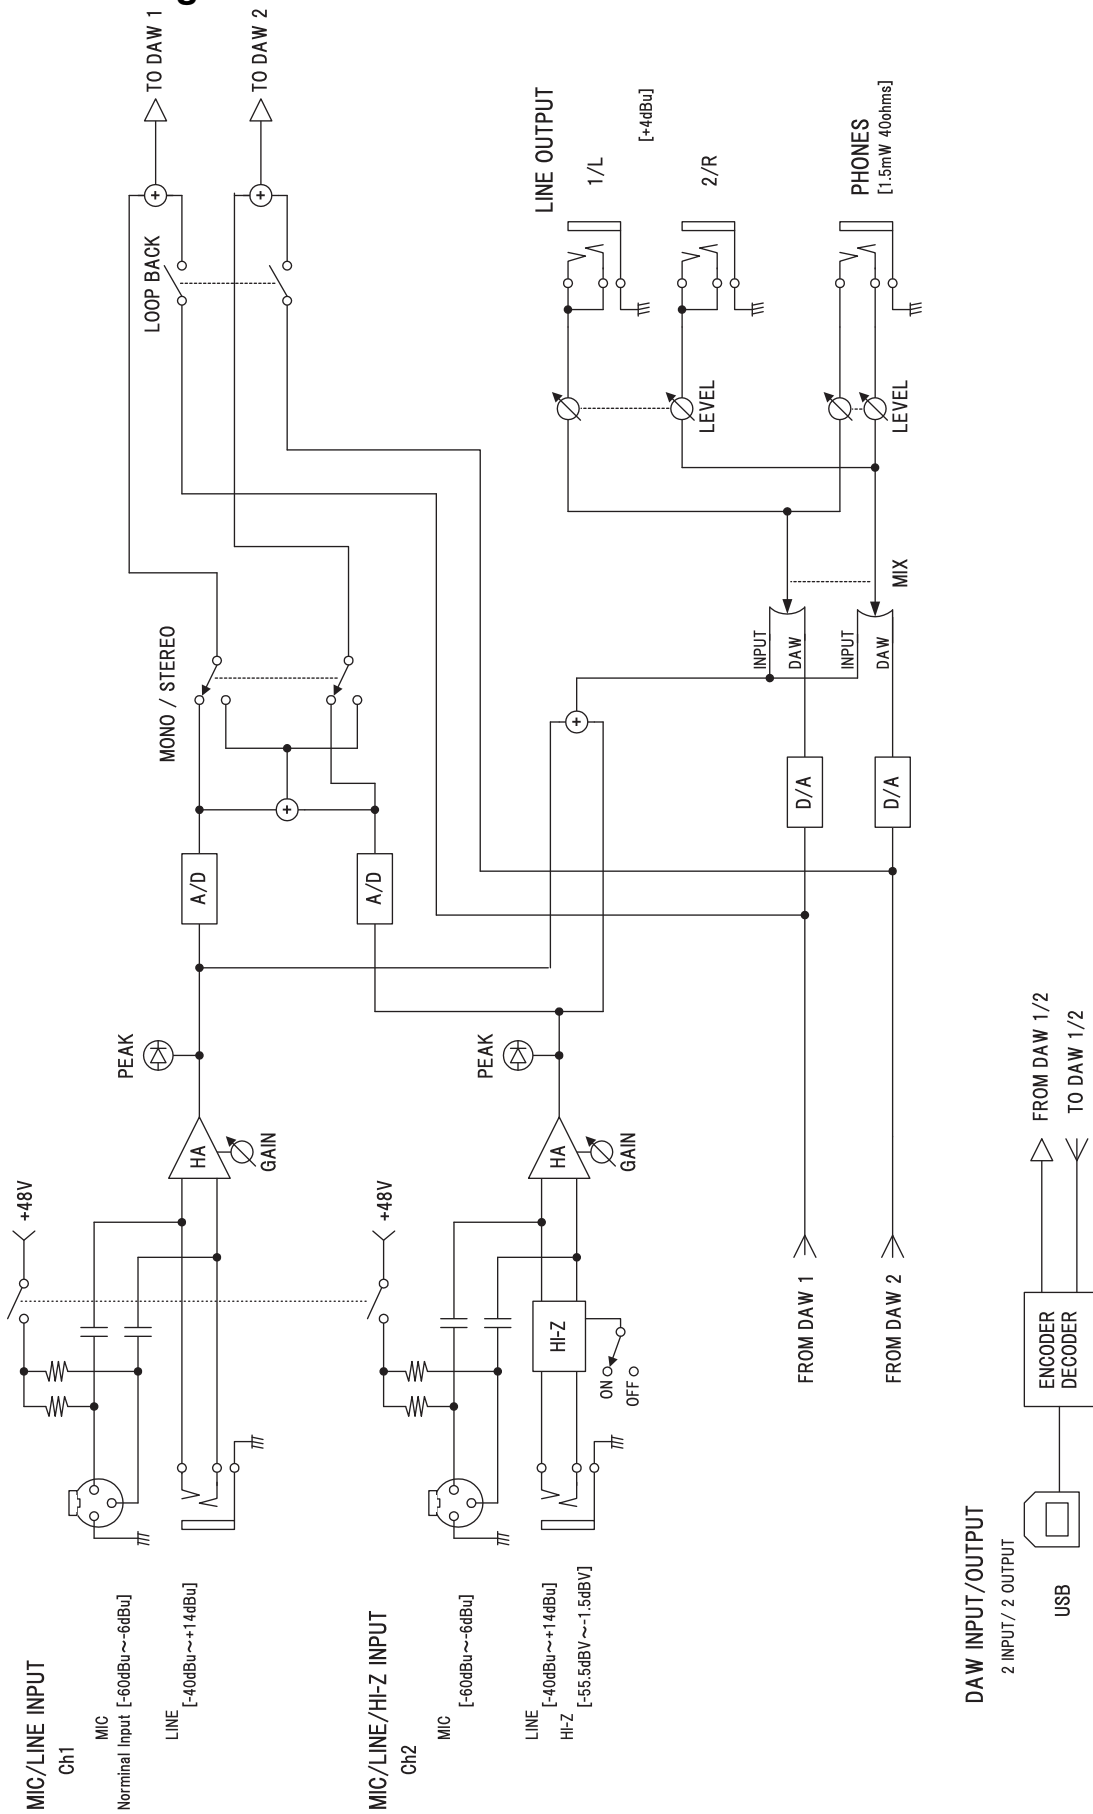 MIC/LINE INPUT
Ch1
MIC
Norminal Input [-60dBu~-6dBu]
LINE
[-40dBu~+14dBu]
+48V
HA
GAIN
PEAK
A/D
MONO / STEREO
LOOP BACK
TO DAW 1
TO DAW 2
MIC/LINE/HI-Z INPUT
Ch2
MIC
[-60dBu~-6dBu]
LINE
[-40dBu~+14dBu]
HI-Z
[-55.5dBV~-1.5dBV]
+48V
HI-Z
ON
OFF
HA
GAIN
PEAK
A/D
LINE OUTPUT
1/L
[+4dBu]
2/R
LEVEL
PHONES
[1.5mW 40ohms]
LEVEL
MIX
INPUT
DAW
INPUT
DAW
D/A
D/A
FROM DAW 1
FROM DAW 2
DAW INPUT/OUTPUT
2 INPUT/ 2 OUTPUT
USB
ENCODER
DECODER
FROM DAW 1/2
TO DAW 1/2